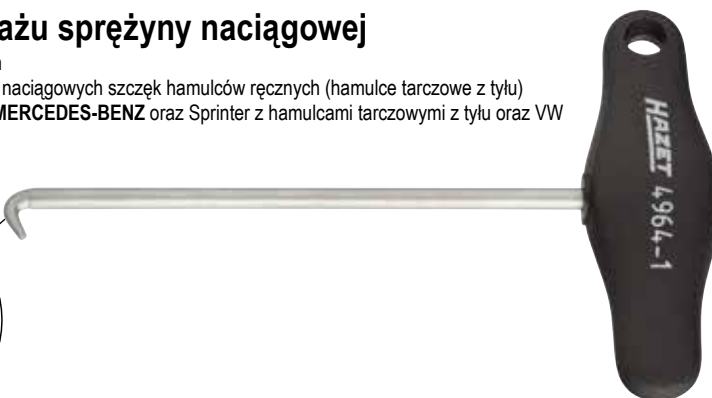 sprężyny naciągowej
naciągowych szczęk hamulców ręcznych (hamulce tarczowe z tyłu)
MERCEDES-BENZ oraz Sprinter z hamulcami tarczowymi z tyłu oraz VW
HAZET 4964-1